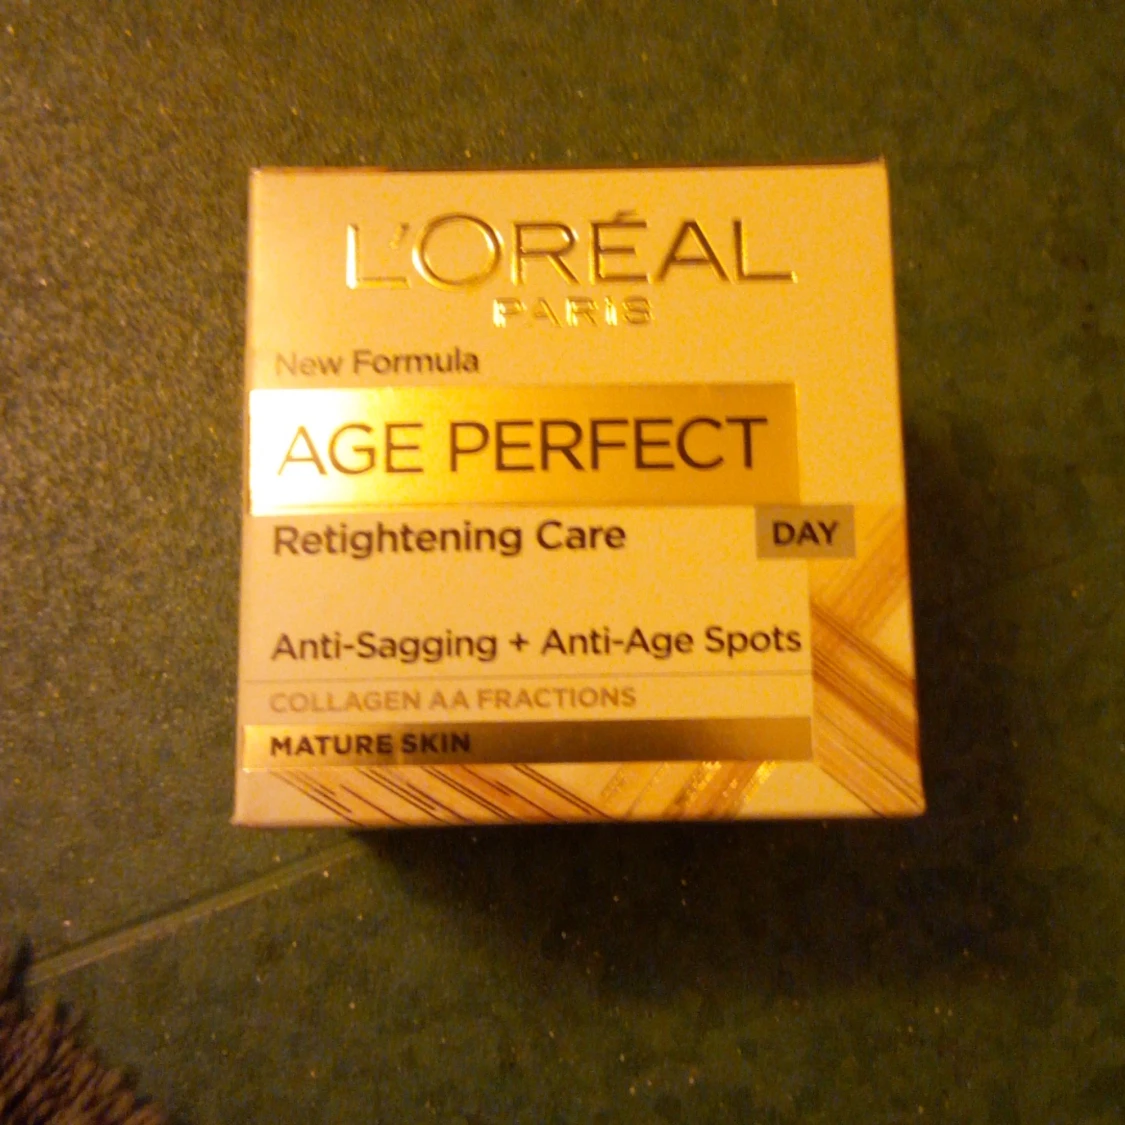 L'ORÉAL
PARIS
New Formula
AGE PERFECT
Retightening Care
DAY
Anti-Sagging + Anti-Age Spots
COLLAGEN AA FRACTIONS
MATURE SKIN